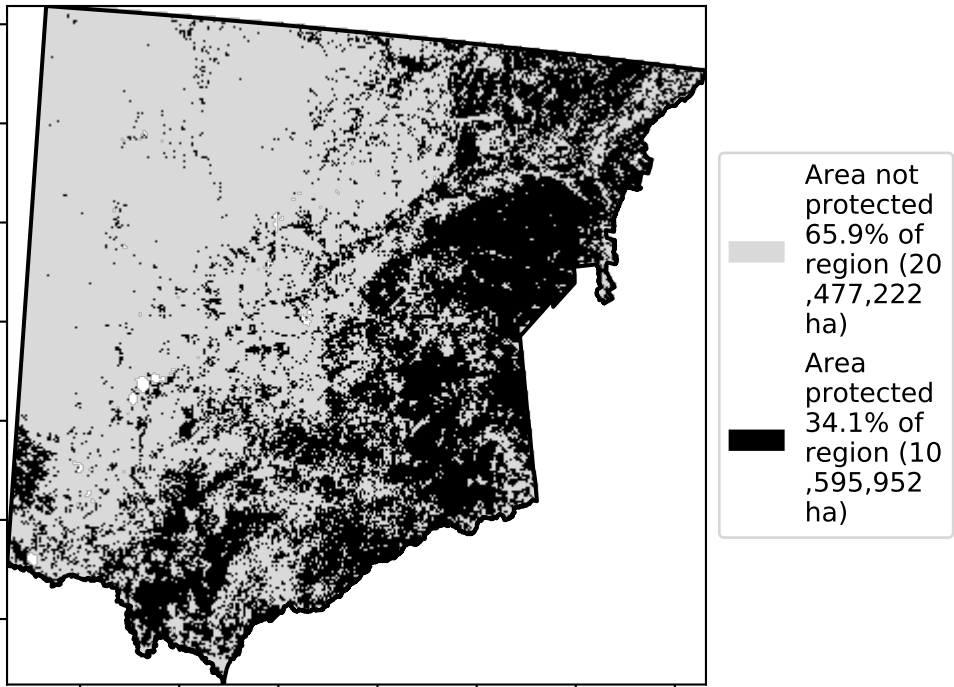 Area not
protected
65.9% of
region (20
,477,222
ha)
Area
protected
34.1% of
region (10
,595,952
ha)